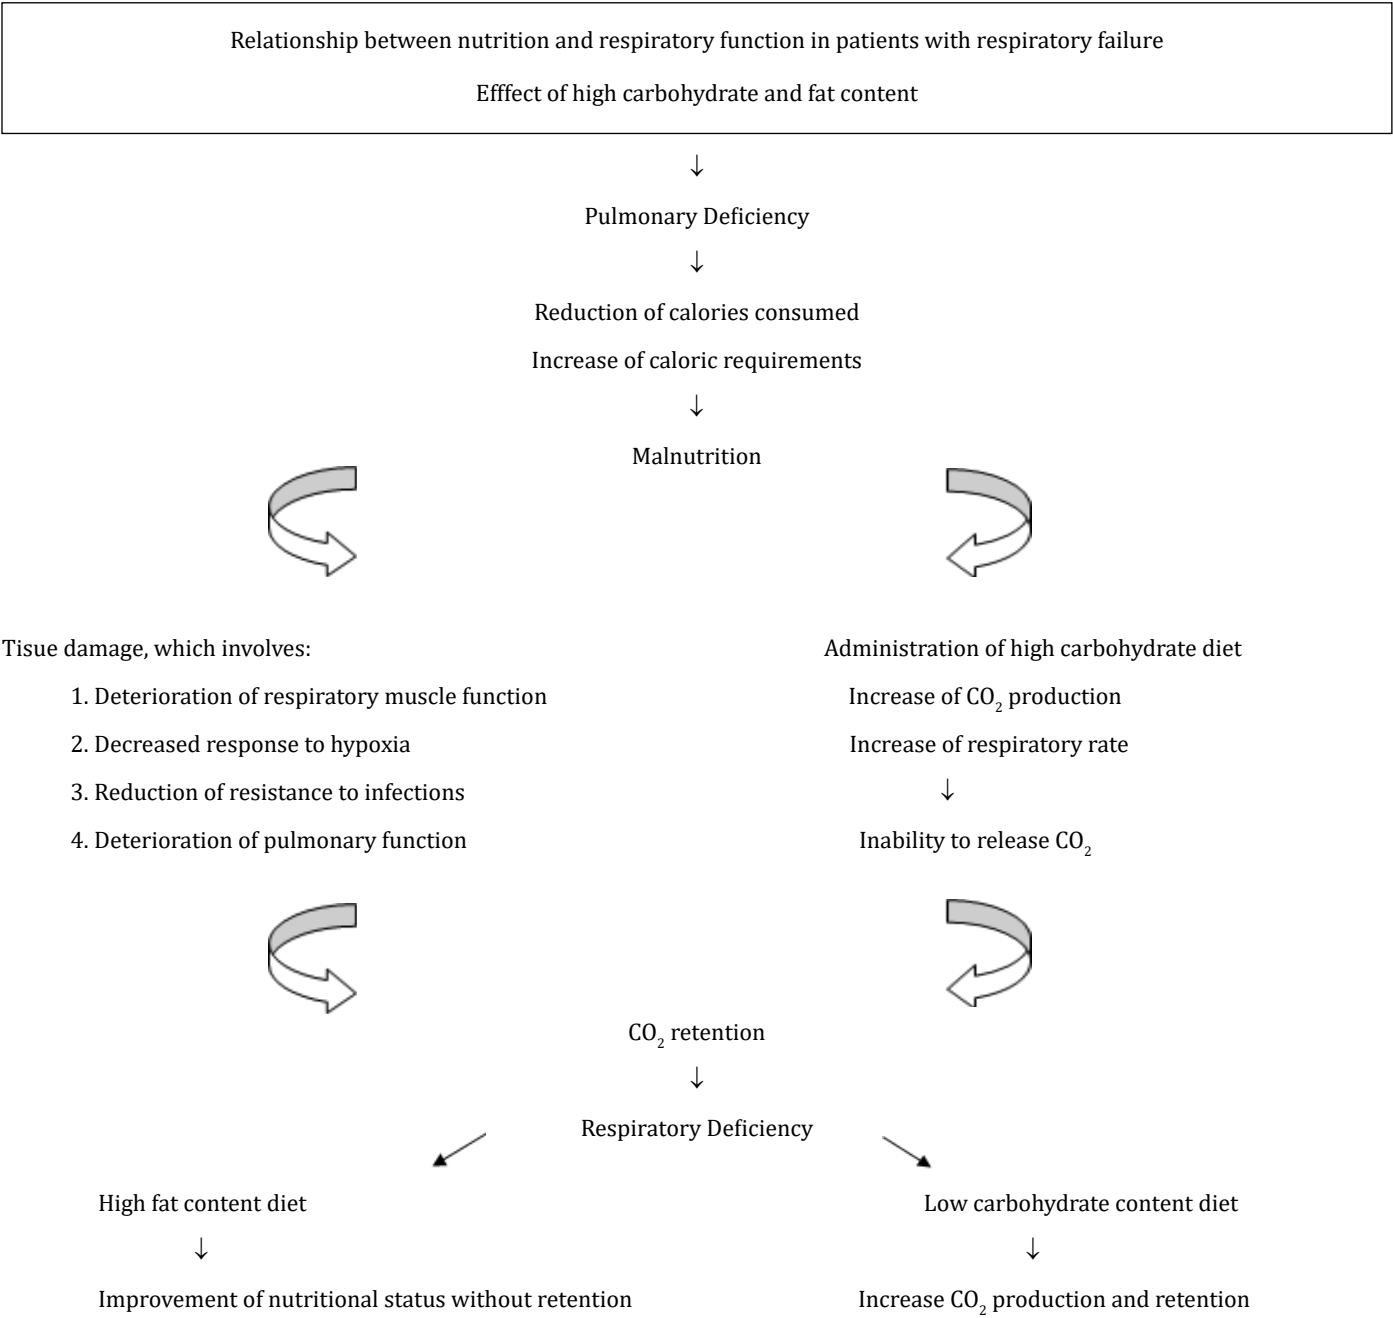 Relationship between nutrition and respiratory function in patients with respiratory failure
Efffect of high carbohydrate and fat content
↓
Pulmonary Deficiency
↓
Reduction of calories consumed
Increase of caloric requirements
↓
Malnutrition
Tisue damage, which involves:
1. Deterioration of respiratory muscle function
2. Decreased response to hypoxia
3. Reduction of resistance to infections
4. Deterioration of pulmonary function
Administration of high carbohydrate diet
Increase of CO₂ production
Increase of respiratory rate
↓
Inability to release CO₂
CO₂ retention
↓
Respiratory Deficiency
High fat content diet
↓
Improvement of nutritional status without retention
Low carbohydrate content diet
↓
Increase CO₂ production and retention